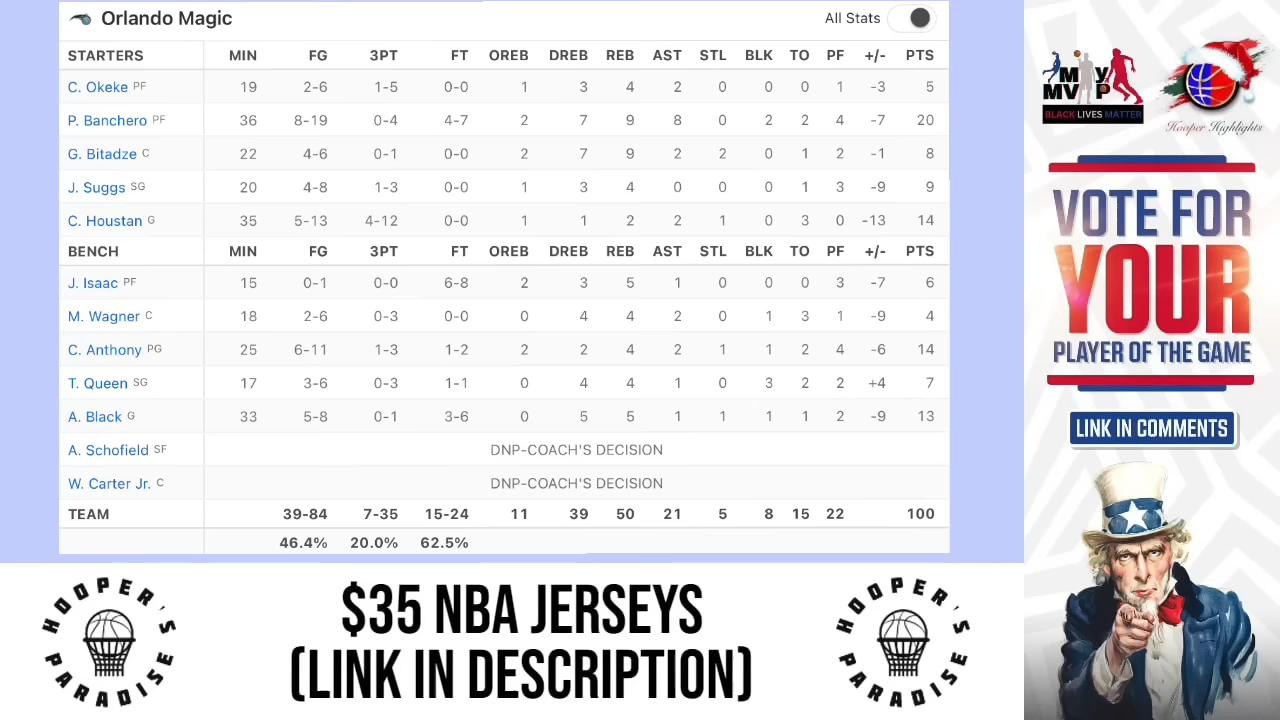 Orlando Magic All Stats
STARTERS MIN FG 3PT FT OREB DREB REB AST STL BLK TO PF +/- PTS
C. Okeke PF 19 2-6 1-5 0-0 1 3 4 2 0 0 0 1 -3 5
P. Banchero PF 36 8-19 0-3 4-7 2 7 9 8 0 2 2 4 -7 20
G. Bitadze C 22 4-6 0-1 0-0 2 7 9 2 2 0 1 2 -1 8
J. Suggs SG 20 4-8 1-3 0-0 1 3 4 0 0 0 1 3 -9 9
C. Houstan G 35 5-13 4-12 0-0 1 1 2 2 1 0 3 0 -13 14
BENCH MIN FG 3PT FT OREB DREB REB AST STL BLK TO PF +/- PTS
J. Isaac PF 15 0-1 0-0 6-8 2 3 5 1 0 0 0 3 -7 6
M. Wagner C 18 2-6 0-3 0-0 0 4 4 2 0 1 3 1 -9 4
C. Anthony PG 25 6-11 1-3 1-2 2 2 4 2 1 1 2 4 -6 14
T. Queen SG 17 3-6 0-3 1-1 0 4 4 1 0 3 2 2 +4 7
A. Black G 33 5-8 0-1 3-6 0 5 5 1 1 1 1 2 -9 13
A. Schofield SF DNP-COACH'S DECISION
W. Carter Jr. C DNP-COACH'S DECISION
TEAM 39-84 7-35 15-24 11 39 50 21 5 8 15 22 100
46.4% 20.0% 62.5%
MY
MVP
BLACK LIVES MATTER
Hooper Highlights
VOTE FOR
YOUR
PLAYER OF THE GAME
LINK IN COMMENTS
HOOPER'S
PARADISE
$35 NBA JERSEYS
(LINK IN DESCRIPTION)
HOOPER'S
PARADISE